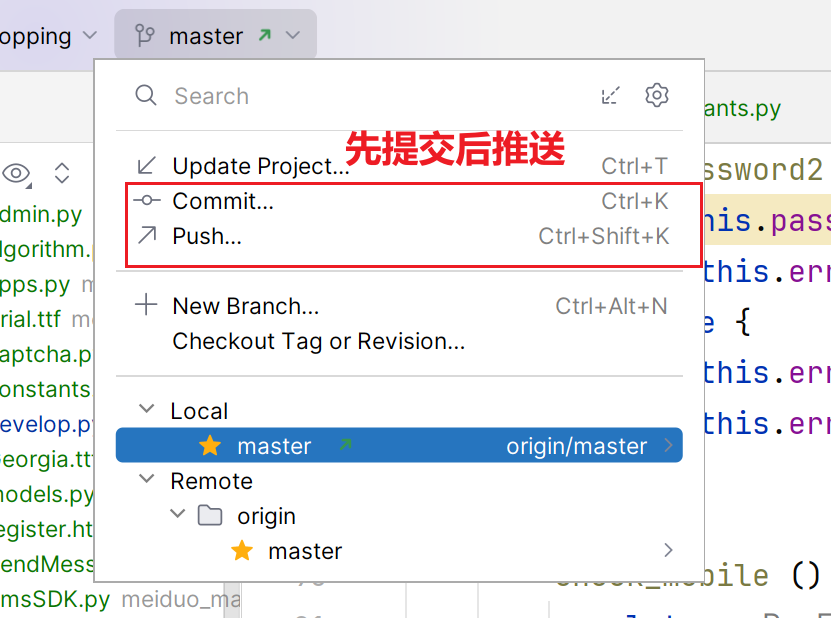 opping
master
Search
ants.py
先提交后推送
Update Project...
Ctrl+T
ssword2
Commit...
Ctrl+K
his.pass
dmin.py
Push...
Ctrl+Shift+K
lgorithm.p
this.err
pps.py
New Branch...
Ctrl+Alt+N
rial.ttf
e {
Checkout Tag or Revision...
aptcha.p
this.err
onstants
Local
this.err
evelop.py
master
origin/master
eorgia.ttf
Remote
models.py
origin
egister.ht
master
endMess
check_mobile ()
msSDK.py meiduo_ma